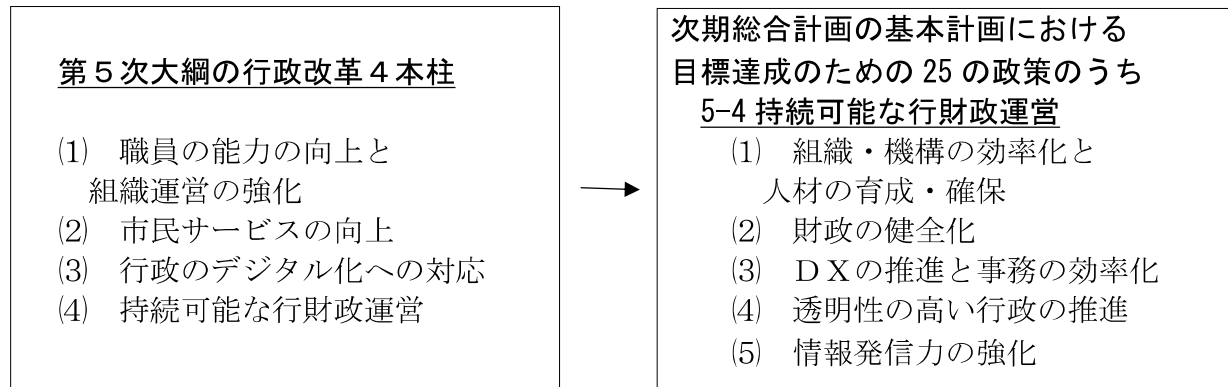 第５次大綱の行政改革４本柱
⑴　職員の能力の向上と
組織運営の強化
⑵　市民サービスの向上
⑶　行政のデジタル化への対応
⑷　持続可能な行財政運営
次期総合計画の基本計画における
目標達成のための 25 の政策のうち
5-4 持続可能な行財政運営
⑴　組織・機構の効率化と
人材の育成・確保
⑵　財政の健全化
⑶　ＤＸの推進と事務の効率化
⑷　透明性の高い行政の推進
⑸　情報発信力の強化